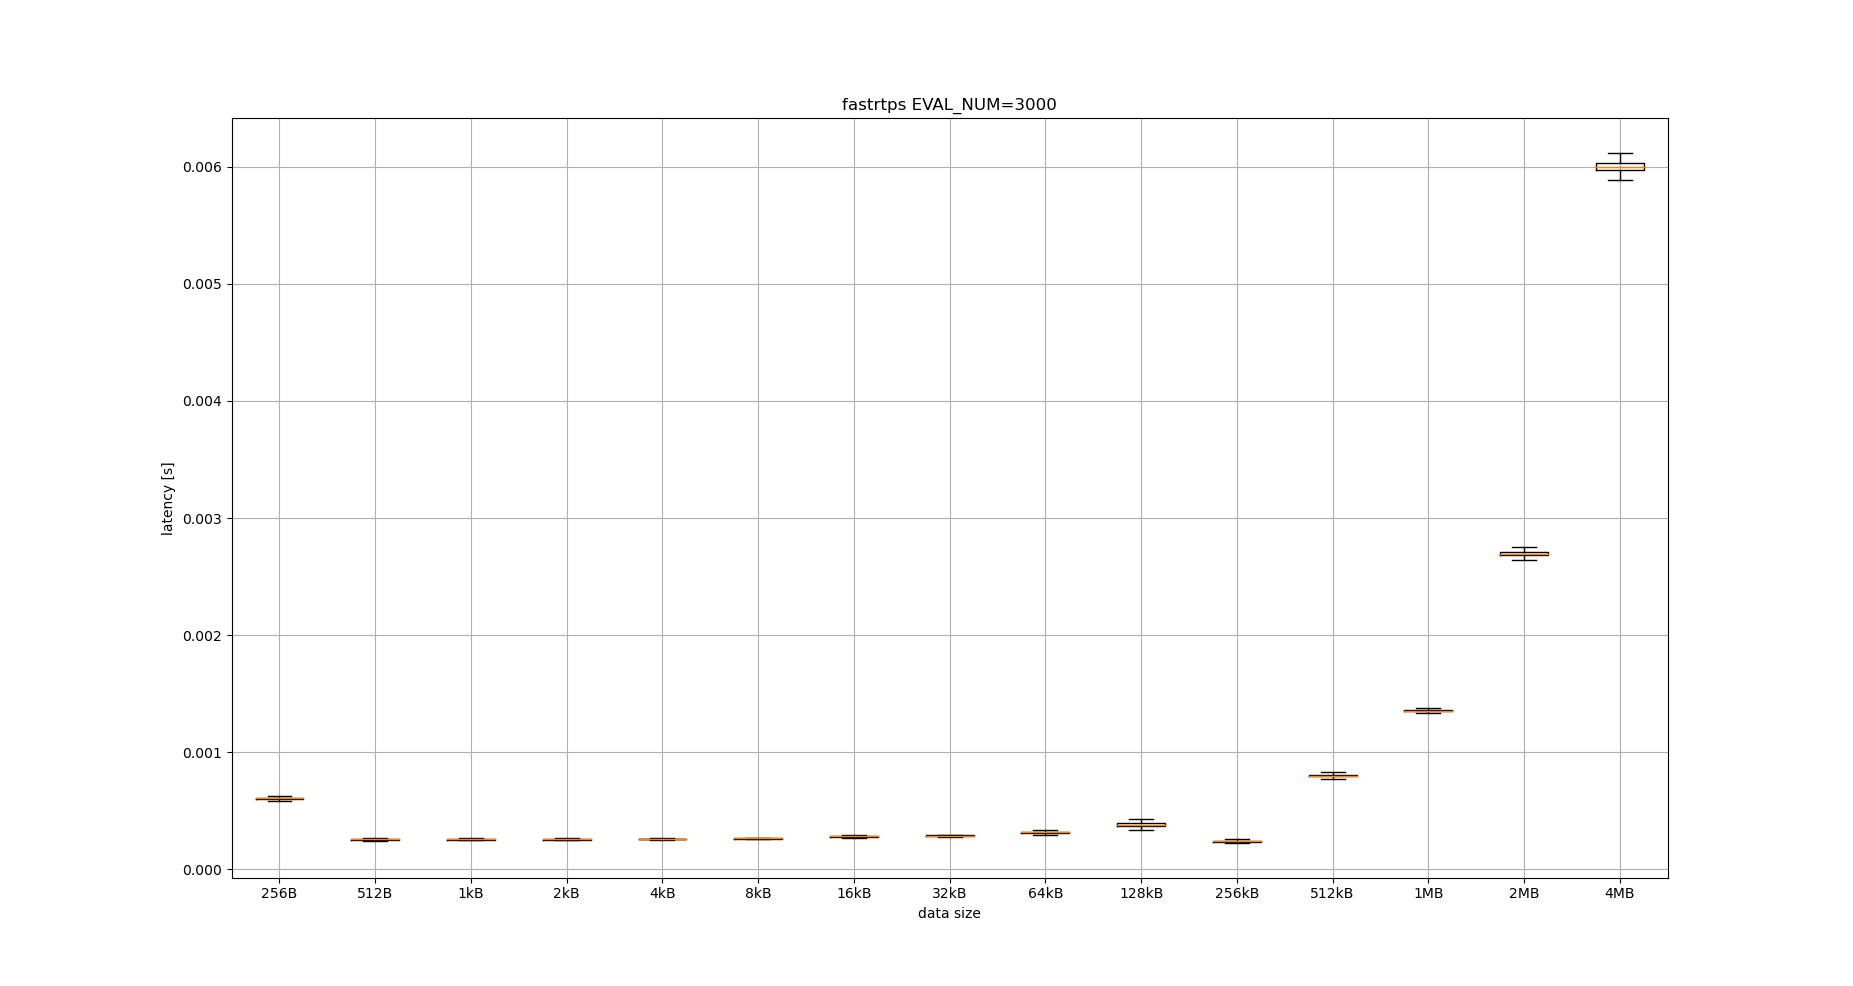 fastrtps EVAL_NUM=3000
0.006
0.005
0.004
0.003
0.002
0.001
0.000
latency [s]
256B 512B 1kB 2kB 4kB 8kB 16kB 32kB 64kB 128kB 256kB 512kB 1MB 2MB 4MB
data size